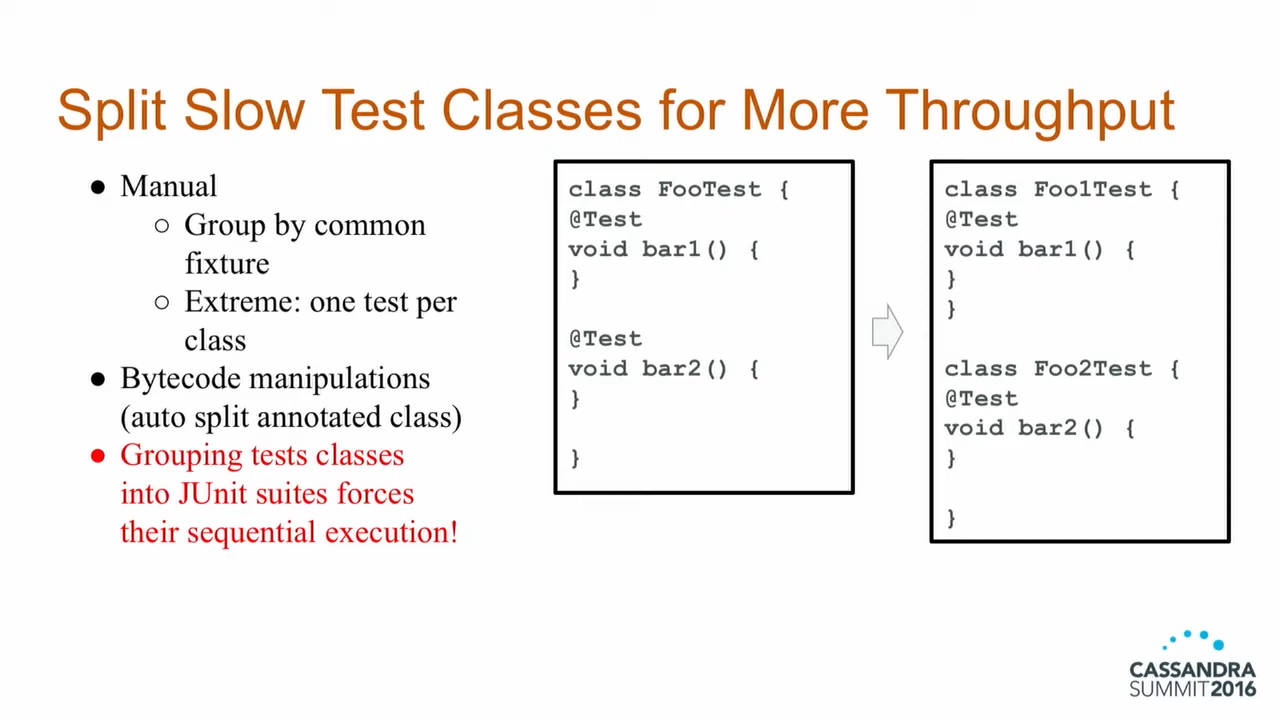 Split Slow Test Classes for More Throughput
● Manual
○ Group by common
fixture
○ Extreme: one test per
class
● Bytecode manipulations
(auto split annotated class)
● Grouping tests classes
into JUnit suites forces
their sequential execution!
class FooTest {
@Test
void bar1() {
}
@Test
void bar2() {
}
}
class Foo1Test {
@Test
void bar1() {
}
}
class Foo2Test {
@Test
void bar2() {
}
}
CASSANDRA
SUMMIT2016